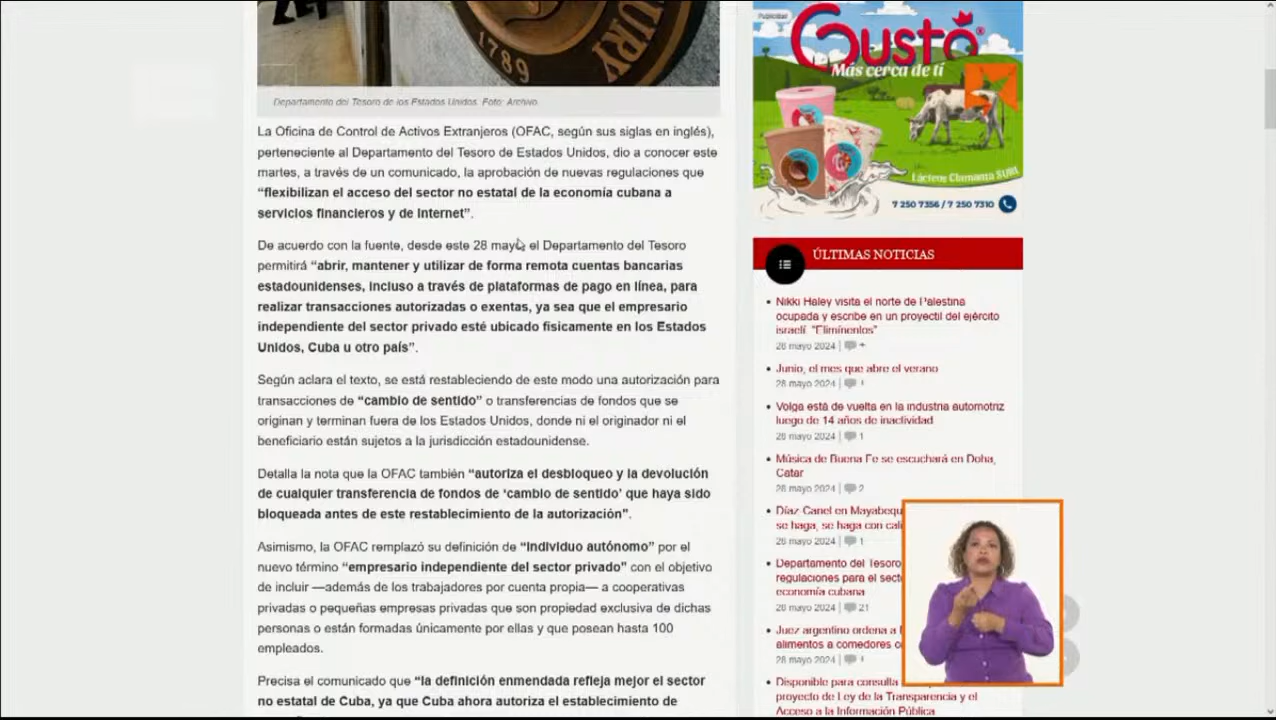 1789
URY
Departamento del Tesoro de los Estados Unidos. Foto: Archivo.
La Oficina de Control de Activos Extranjeros (OFAC, según sus siglas en inglés),
perteneciente al Departamento del Tesoro de Estados Unidos, dio a conocer este
martes, a través de un comunicado, la aprobación de nuevas regulaciones que
“flexibilizan el acceso del sector no estatal de la economía cubana a
servicios financieros y de Internet”.
De acuerdo con la fuente, desde este 28 mayo el Departamento del Tesoro
permitirá “abrir, mantener y utilizar de forma remota cuentas bancarias
estadounidenses, incluso a través de plataformas de pago en línea, para
realizar transacciones autorizadas o exentas, ya sea que el empresario
independiente del sector privado esté ubicado físicamente en los Estados
Unidos, Cuba u otro país”.
Según aclara el texto, se está restableciendo de este modo una autorización para
transacciones de “cambio de sentido” o transferencias de fondos que se
originan y terminan fuera de los Estados Unidos, donde ni el originador ni el
beneficiario están sujetos a la jurisdicción estadounidense.
Detalla la nota que la OFAC también “autoriza el desbloqueo y la devolución
de cualquier transferencia de fondos de ‘cambio de sentido’ que haya sido
bloqueada antes de este restablecimiento de la autorización”.
Asimismo, la OFAC remplazó su definición de “individuo autónomo” por el
nuevo término “empresario independiente del sector privado” con el objetivo
de incluir —además de los trabajadores por cuenta propia— a cooperativas
privadas o pequeñas empresas privadas que son propiedad exclusiva de dichas
personas o están formadas únicamente por ellas y que posean hasta 100
empleados.
Precisa el comunicado que “la definición enmendada refleja mejor el sector
no estatal de Cuba, ya que Cuba ahora autoriza el establecimiento de
Publicidad
Gustó
Más cerca de tí
Lácteos Clamanta SURL
7 250 7356 / 7 250 7310
ÚLTIMAS NOTICIAS
Nikki Haley visita el norte de Palestina
ocupada y escribe en un proyectil del ejército
israelí "Elimínenlos"
28 mayo 2024 | +
Junio, el mes que abre el verano
28 mayo 2024 |
Volga está de vuelta en la industria automotriz
luego de 14 años de inactividad
28 mayo 2024 | 1
Música de Buena Fe se escuchará en Doha,
Catar
28 mayo 2024 | 2
Díaz-Canel en Mayabeque
se haga, se haga con cali
28 mayo 2024 | 1
Departamento del Tesoro
regulaciones para el secto
economía cubana
28 mayo 2024 | 21
Juez argentino ordena a
alimentos a comedores
28 mayo 2024 |
Disponible para consulta
proyecto de Ley de la Transparencia y el
Acceso a la Información Pública